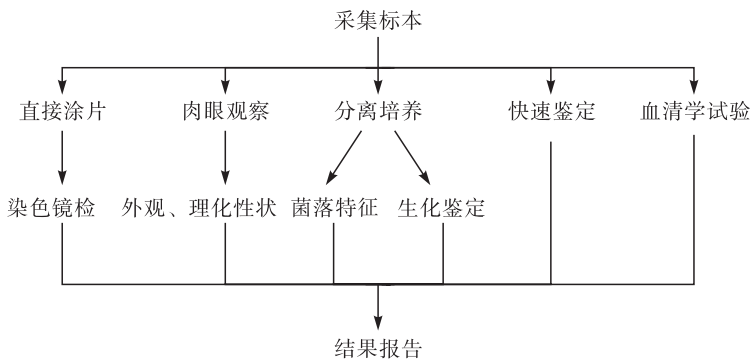 采集标本
直接涂片 肉眼观察 分离培养 快速鉴定 血清学试验
染色镜检 外观、理化性状 菌落特征 生化鉴定
结果报告